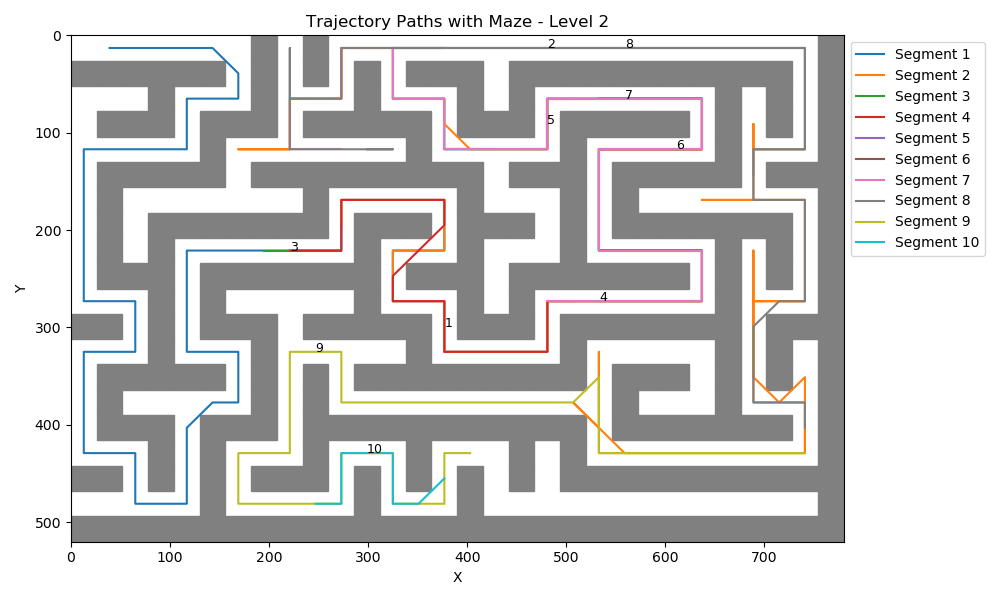 Trajectory Paths with Maze - Level 2
0
100
200
300
400
500
Y
0
100
200
300
400
500
600
700
X
2
8
7
5
6
3
4
1
9
10
Segment 1
Segment 2
Segment 3
Segment 4
Segment 5
Segment 6
Segment 7
Segment 8
Segment 9
Segment 10